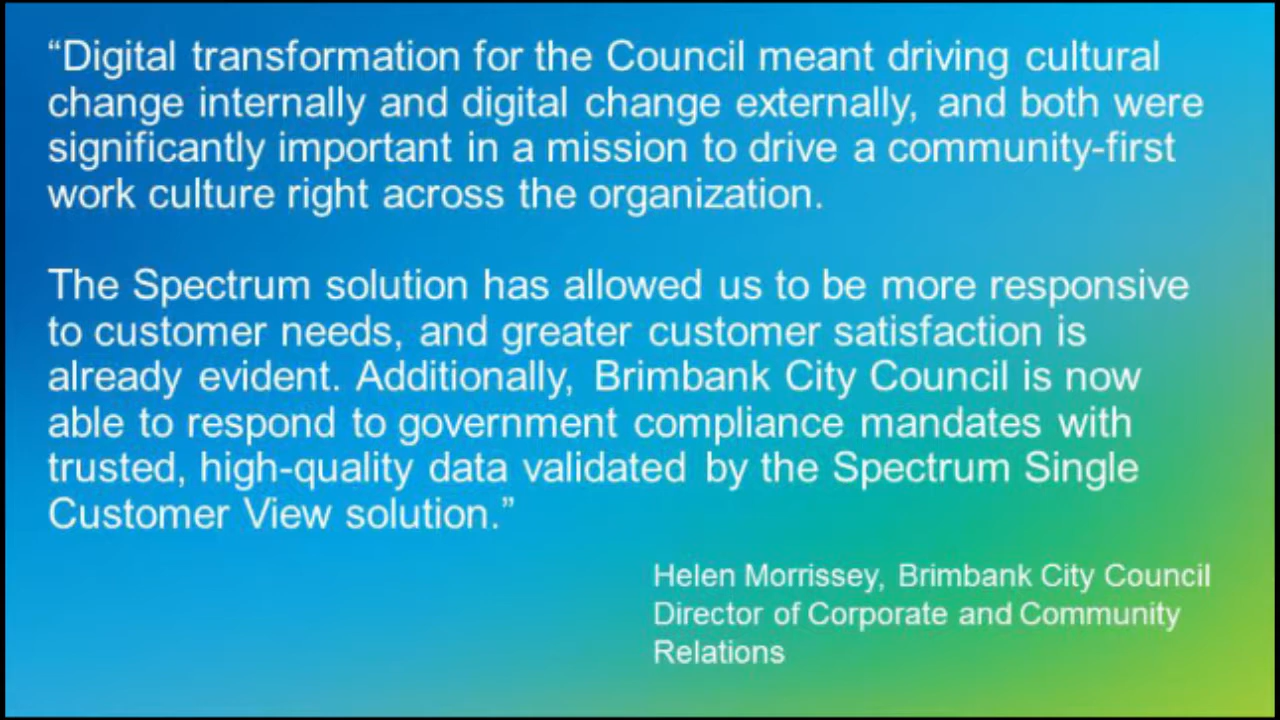 “Digital transformation for the Council meant driving cultural
change internally and digital change externally, and both were
significantly important in a mission to drive a community-first
work culture right across the organization.
The Spectrum solution has allowed us to be more responsive
to customer needs, and greater customer satisfaction is
already evident. Additionally, Brimbank City Council is now
able to respond to government compliance mandates with
trusted, high-quality data validated by the Spectrum Single
Customer View solution.”
Helen Morrissey, Brimbank City Council
Director of Corporate and Community
Relations